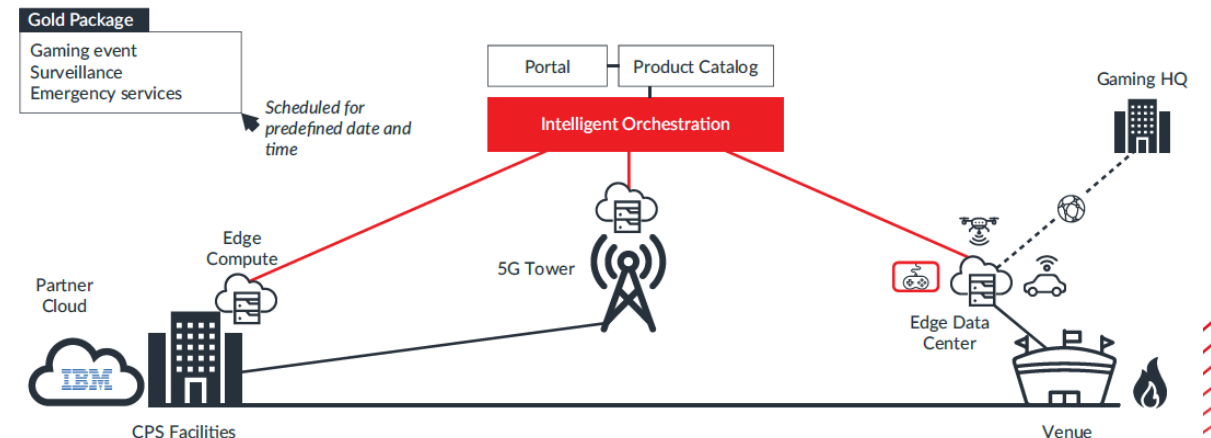 Gold Package
Gaming event
Surveillance
Emergency services
Scheduled for
predefined date and
time
Portal
Product Catalog
Intelligent Orchestration
Gaming HQ
Edge
Compute
5G Tower
Partner
Cloud
IBM
Edge Data
Center
CPS Facilities
Venue